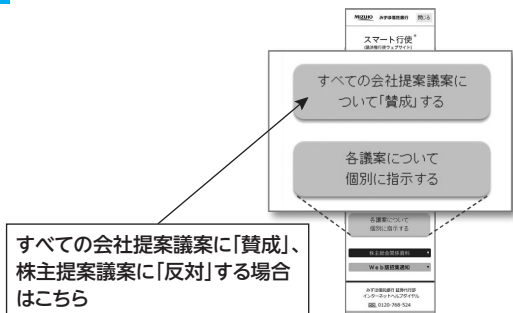 MIZUHO みずほ信託銀行 閉じる
スマート行使®
(議決権行使ウェブサイト)
すべての会社提案議案に
ついて「賛成」する
各議案について
個別に指示する
各議案について
個別に指示する
株主総会関係資料
Web版招集通知
みずほ信託銀行 証券代行部
インターネットヘルプダイヤル
0120-768-524
すべての会社提案議案に「賛成」、
株主提案議案に「反対」する場合
はこちら